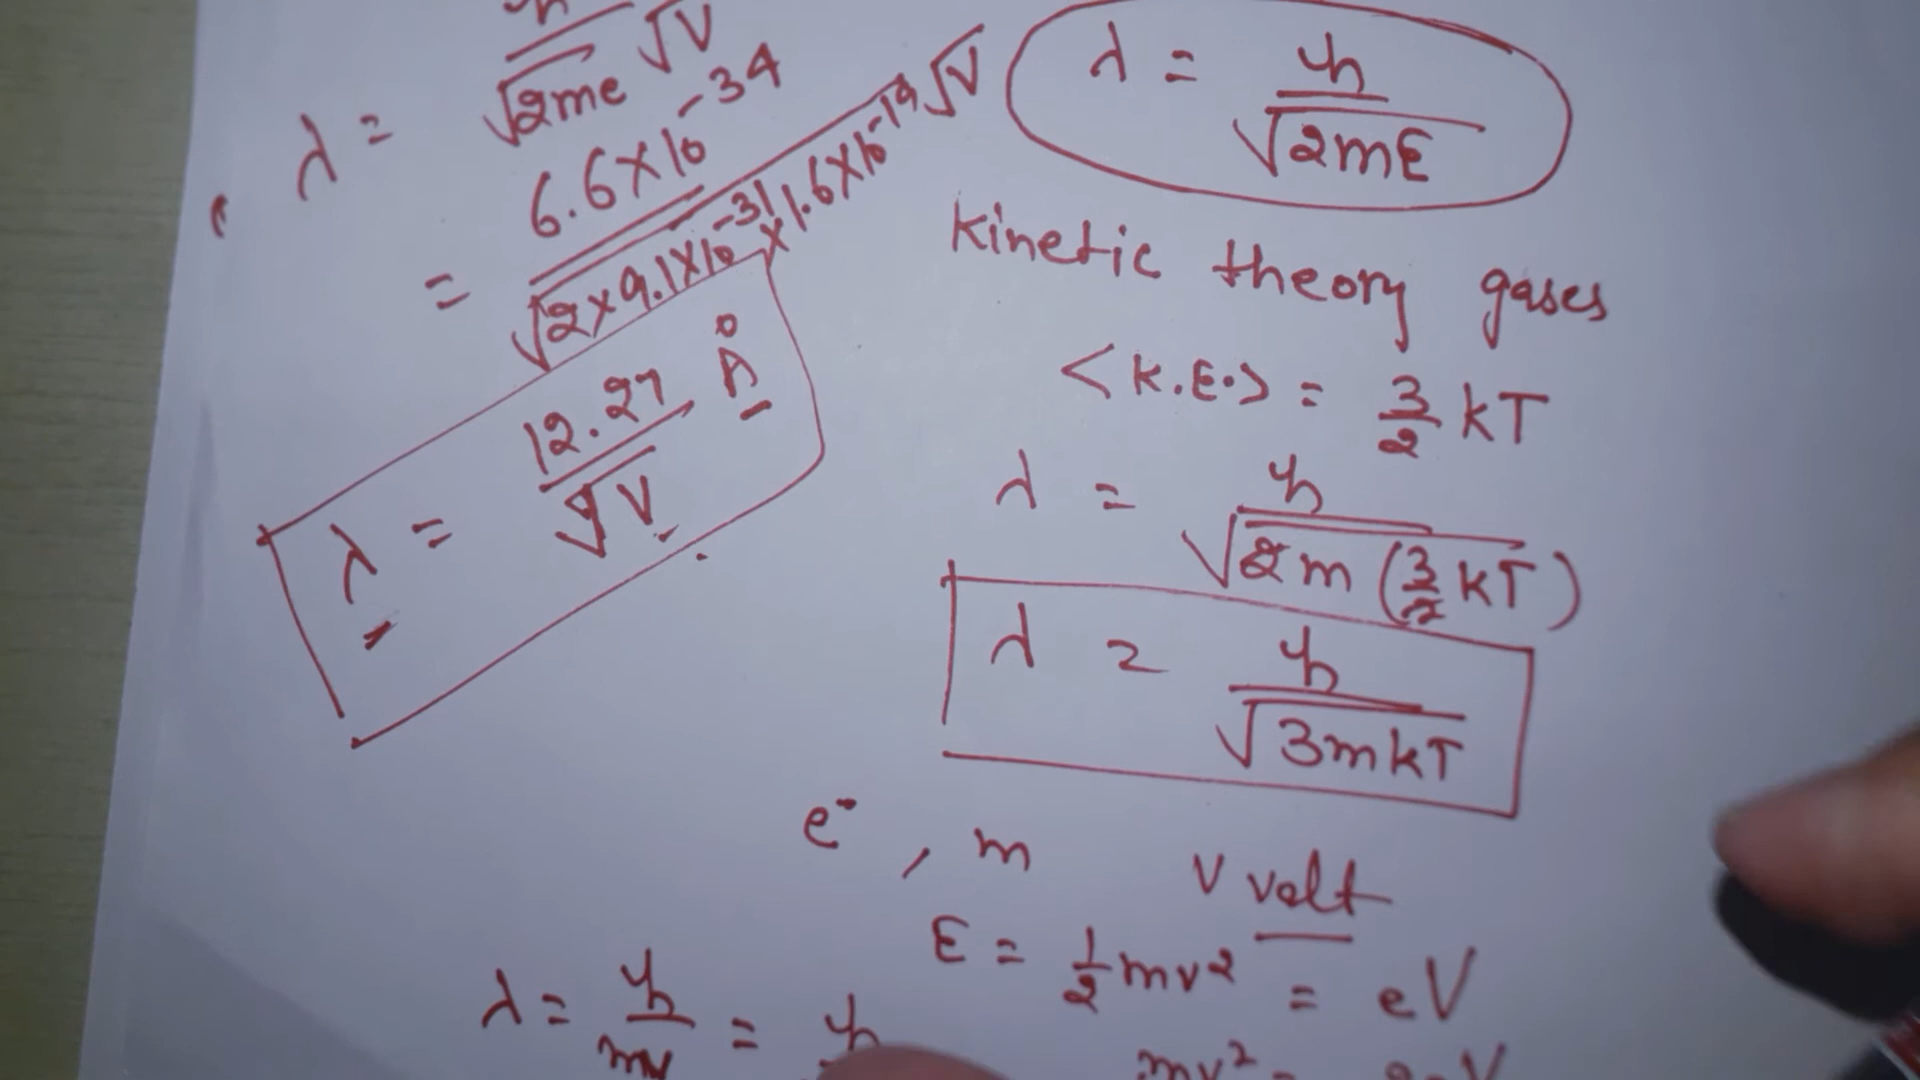 λ = h / √2me √V
= 6.6×10^-34 / √2×9.1×10^-31×1.6×10^-19 √V
λ = 12.27 / √V Å
λ = h / √2mE
Kinetic theory gases
<K.E.> = 3/2 kT
λ = h / √2m (3/2 kT)
λ = h / √3mkT
e⁻, m V volt
E = 1/2 mv² = eV
λ = h / mv = h
mv² =